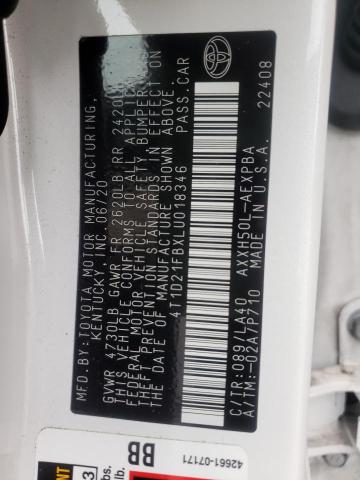 MFD.BY:TOYOTA MOTOR MANUFACTURING,
KENTUCKY, INC. 06/20
GVWR 4730LB GAWR FR 2620LB RR 2420LB
THIS VEHICLE CONFORMS TO ALL APPLICABLE
FEDERAL MOTOR VEHICLE SAFETY, BUMPER, AND
THEFT PREVENTION STANDARDS IN EFFECT ON
THE DATE OF MANUFACTURE SHOWN ABOVE.
4T1D21FBXLU018346 PASS.CAR
C/TR:089/ AXXH50L-AEXPBA
A/TM:-02A/P710 MADE IN U.S.A.
22408
42661-07171
BB
3
lb.